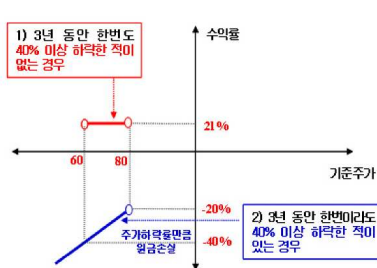 1) 3년 동안 한번도
40% 이상 하락한 적이
없는 경우
수익률
21%
60
80
기준주가
-20%
주가하락률만큼
원금손실
-40%
2) 3년 동안 한번이라도
40% 이상 하락한 적이
있는 경우